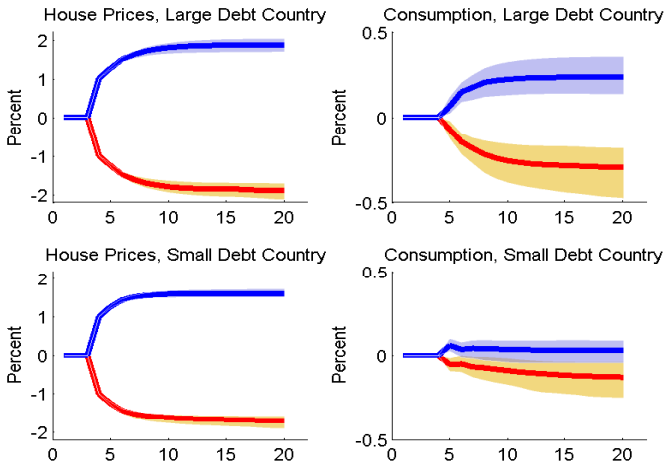 House Prices, Large Debt Country
Consumption, Large Debt Country
Percent
2
1
0
-1
-2
0 5 10 15 20
Percent
0.5
0
-0.5
0 5 10 15 20
House Prices, Small Debt Country
Consumption, Small Debt Country
Percent
2
1
0
-1
-2
0 5 10 15 20
Percent
0.5
0
-0.5
0 5 10 15 20